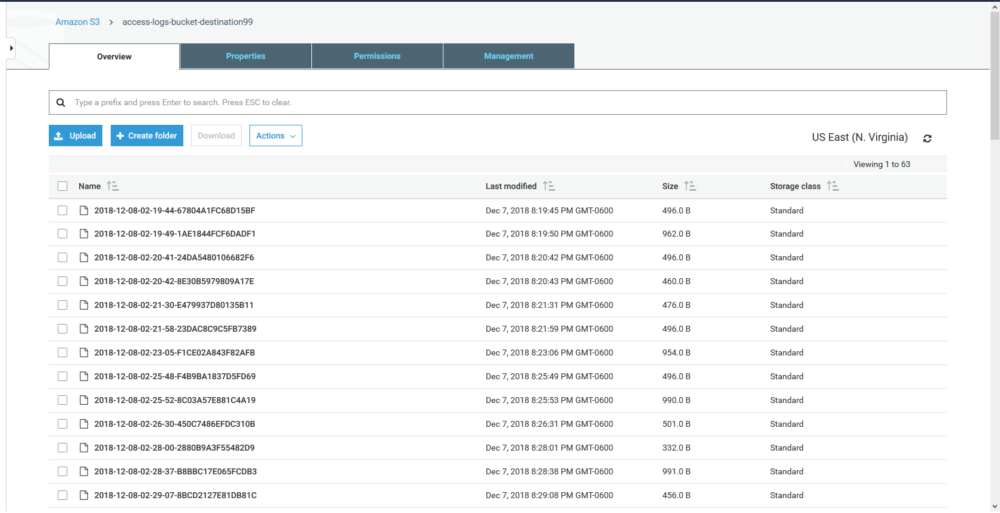 Amazon S3 > access-logs-bucket-destination99
Overview Properties Permissions Management
Type a prefix and press Enter to search. Press ESC to clear.
Upload Create folder Download Actions US East (N. Virginia)
Viewing 1 to 63
Name Last modified Size Storage class
2018-12-08-02-19-44-67804A1FC68D15BF Dec 7, 2018 8:19:45 PM GMT-0600 496.0 B Standard
2018-12-08-02-19-49-1AE1844FCF6DADF1 Dec 7, 2018 8:19:50 PM GMT-0600 962.0 B Standard
2018-12-08-02-20-41-24DA5480106682F6 Dec 7, 2018 8:20:42 PM GMT-0600 496.0 B Standard
2018-12-08-02-20-42-8E30B5979809A17E Dec 7, 2018 8:20:43 PM GMT-0600 460.0 B Standard
2018-12-08-02-21-30-E479937D80135B11 Dec 7, 2018 8:21:31 PM GMT-0600 476.0 B Standard
2018-12-08-02-21-58-23DAC8C9C5FB7389 Dec 7, 2018 8:21:59 PM GMT-0600 496.0 B Standard
2018-12-08-02-23-05-F1CE02A843F82AFB Dec 7, 2018 8:23:06 PM GMT-0600 954.0 B Standard
2018-12-08-02-25-48-F4B9BA1837D5FD69 Dec 7, 2018 8:25:49 PM GMT-0600 496.0 B Standard
2018-12-08-02-25-52-8C03A57E881C4A19 Dec 7, 2018 8:25:53 PM GMT-0600 990.0 B Standard
2018-12-08-02-26-30-450C7486EFDC310B Dec 7, 2018 8:26:31 PM GMT-0600 501.0 B Standard
2018-12-08-02-28-00-2880B9A3F55482D9 Dec 7, 2018 8:28:01 PM GMT-0600 332.0 B Standard
2018-12-08-02-28-37-B8BBC17E065FCDB3 Dec 7, 2018 8:28:38 PM GMT-0600 991.0 B Standard
2018-12-08-02-29-07-8BCD2127E81DB81C Dec 7, 2018 8:29:08 PM GMT-0600 456.0 B Standard